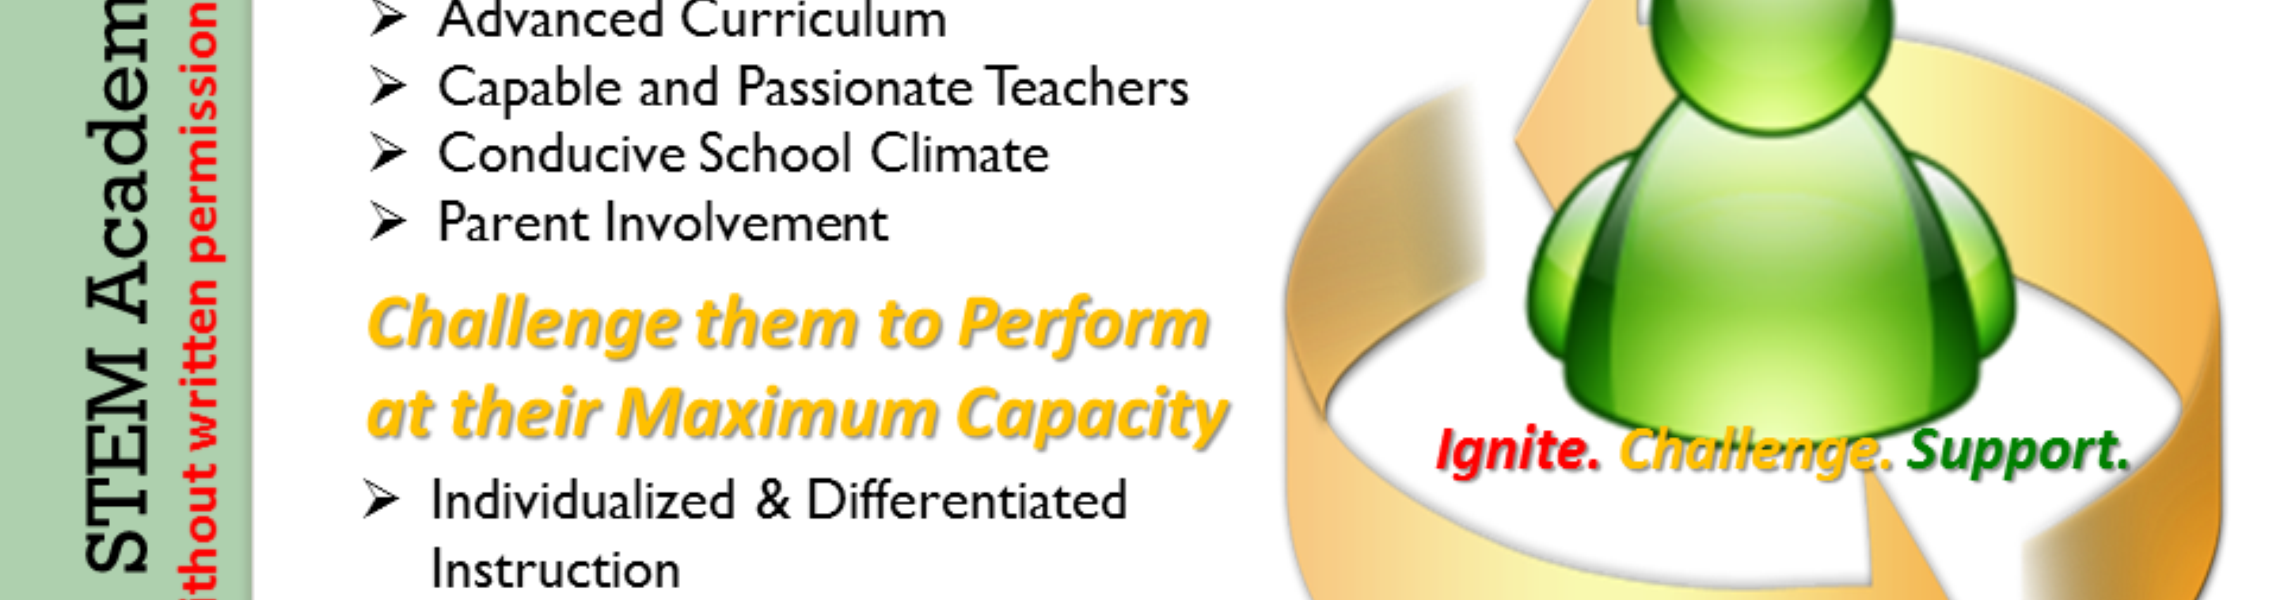 STEM Academ
ithout written permission
Advanced Curriculum
Capable and Passionate Teachers
Conducive School Climate
Parent Involvement
Challenge them to Perform
at their Maximum Capacity
Individualized & Differentiated
Instruction
Ignite. Challenge. Support.